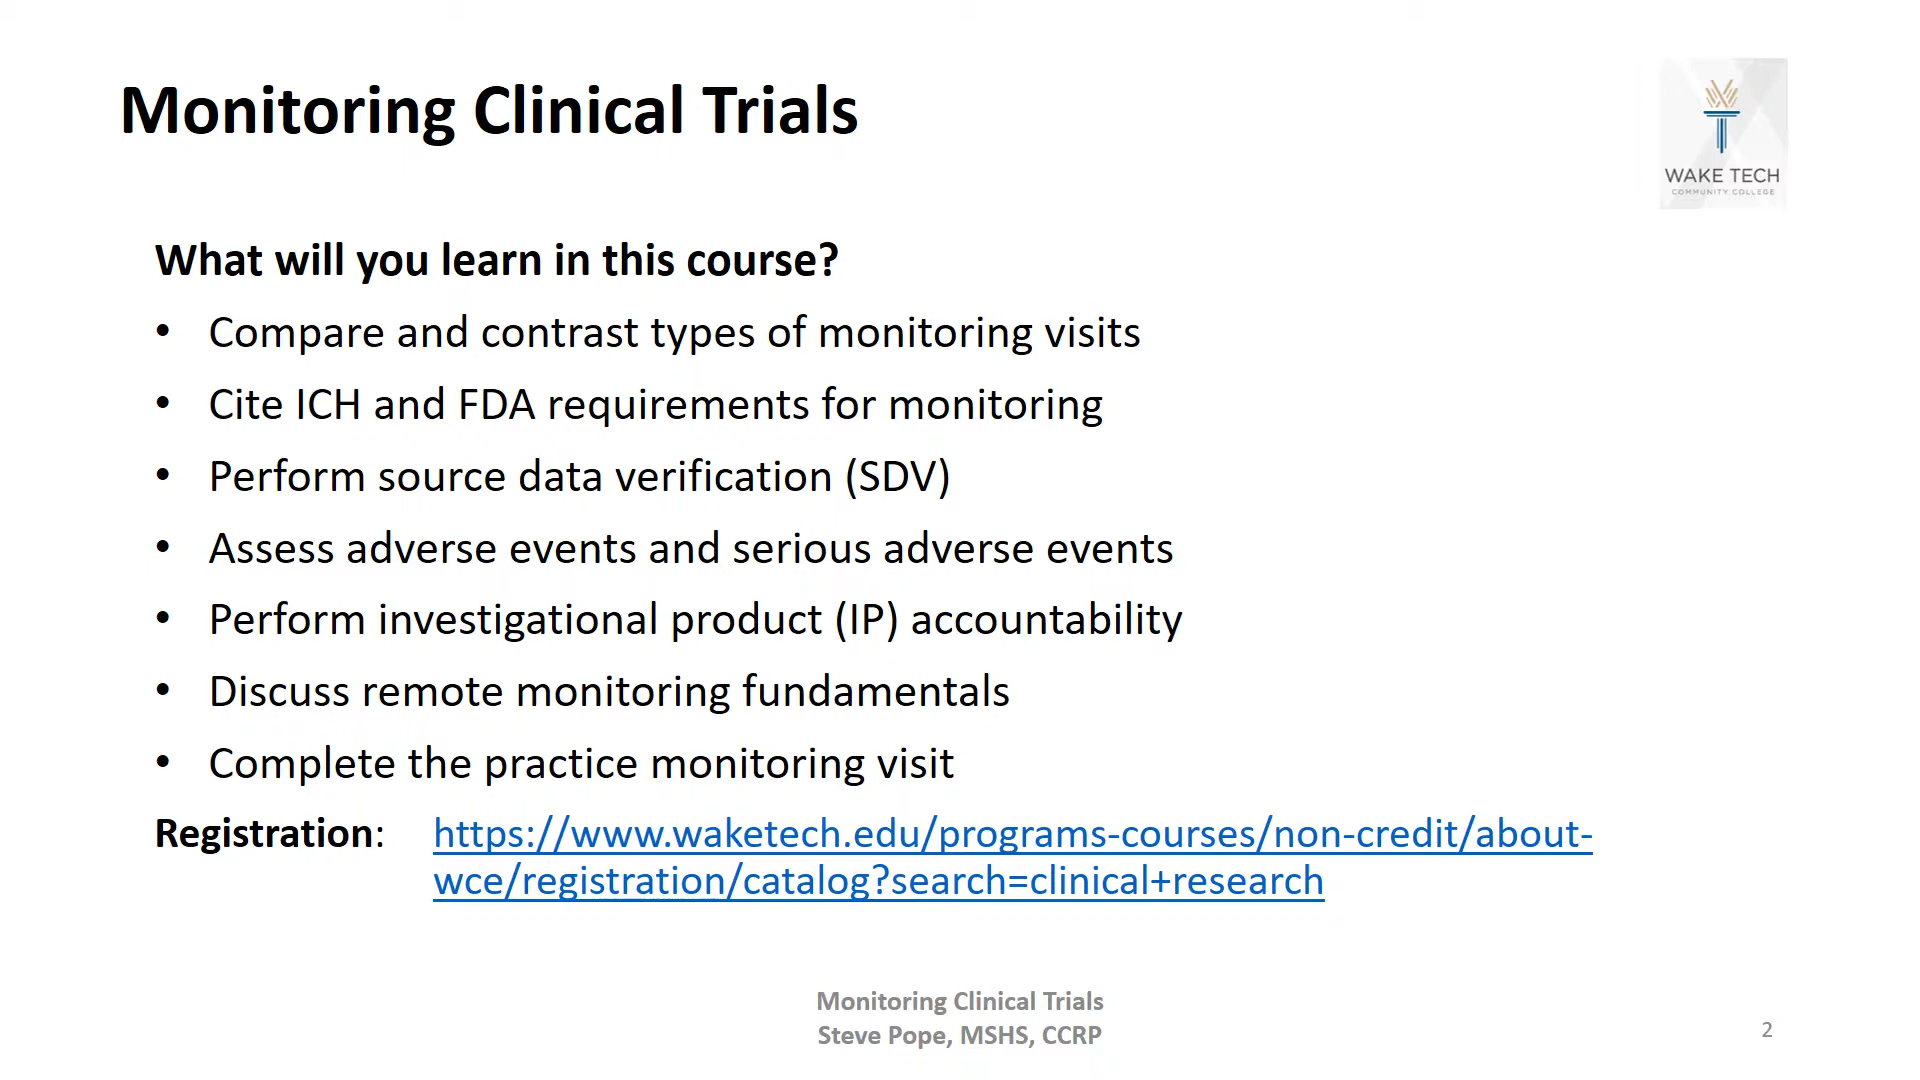 Monitoring Clinical Trials
WAKE TECH
COMMUNITY COLLEGE
What will you learn in this course?
• Compare and contrast types of monitoring visits
• Cite ICH and FDA requirements for monitoring
• Perform source data verification (SDV)
• Assess adverse events and serious adverse events
• Perform investigational product (IP) accountability
• Discuss remote monitoring fundamentals
• Complete the practice monitoring visit
Registration: https://www.waketech.edu/programs-courses/non-credit/about-
wce/registration/catalog?search=clinical+research
Monitoring Clinical Trials
Steve Pope, MSHS, CCRP
2